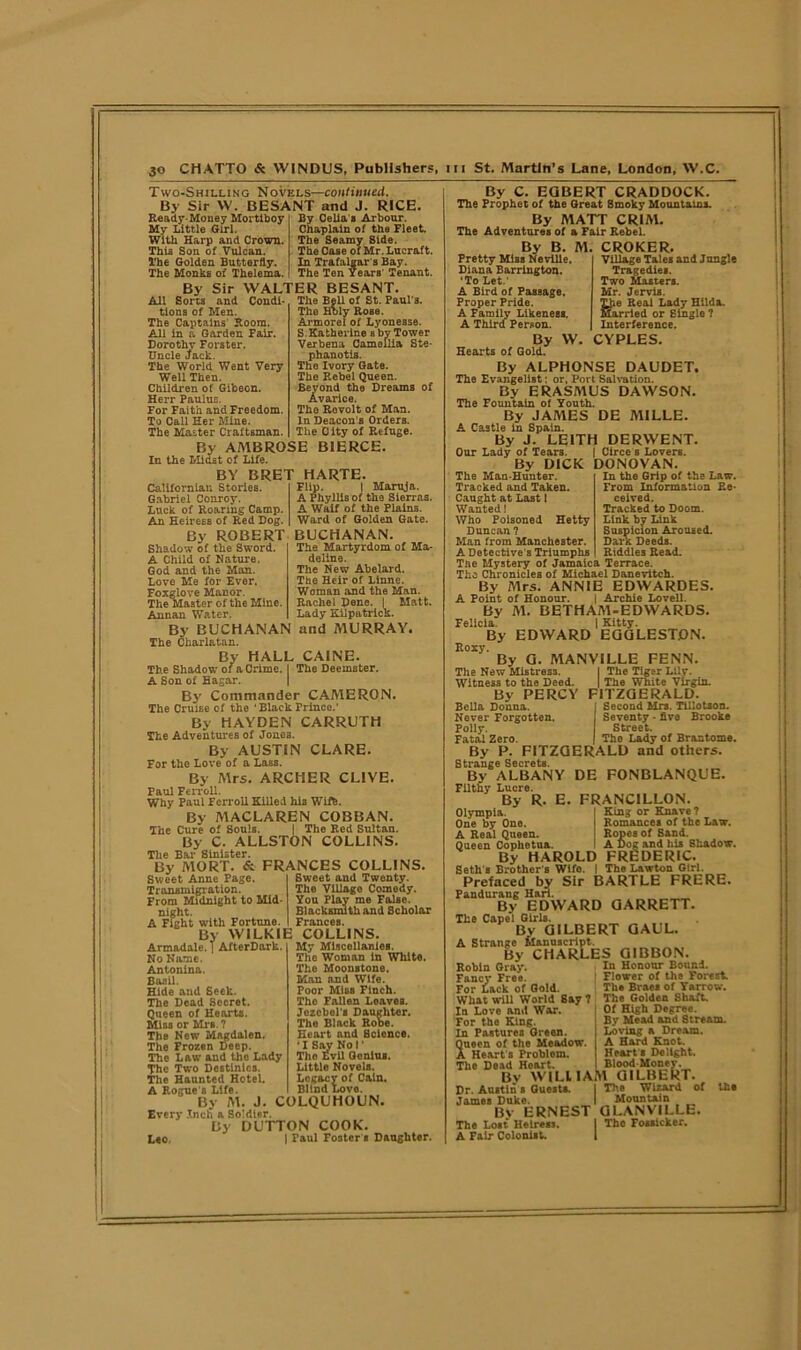 30 CHATTO & WINDUS, Publishers, 111 St. Martin's Lane, London, W.C.
Two-Shilling Novels—continued.
By Sir W. BESANT and J. RICE.
Ready-Money Mortiboy
My Little Girl.
With Harp and Crown.
This Son of Vulcan.
The Golden Butterfly.
The Monks of Thelema.
By Celia's Arbour.
Chaplain of the Fleet.
The Seamy Side.
The Case of Mr. Lucraft.
In Trafalgar's Bay.
The Ten Years' Tenant.
By Sir WALTER BESANT.
All Sorts and Condi-
tions of Men.
The Captains' Room.
All in a Garden Fair.
Dorothy Forster.
Uncle Jack.
The World Went Very
Well Then.
Children of Gibeon.
Herr Paulus.
For Faith and Freedom.
To Call Her Mine.
The Master Craftsman.
The Bell of St. Paul's.
The Holy Rose.
Armorel of Lyonesse.
S. Katherine s by Tower
Verbena Camellia Ste-
phanotis.
The Ivory Gate.
The Rebel Queen.
Beyond the Dreams of
Avarice.
The Revolt of Man.
In Deacon's Orders.
The City of Refuge.
By AMBROSE BIERCE.
In the Midst of Life.
BY BRET HARTE.
Californian Stories.
Gabriel Conroy.
Luck of Roaring Camp.
An Heiress of Red Dog.
Flip. | Maruja.
A Phyllis of the Sierras.
A Waif of the Plains.
Ward of Golden Gate.
By ROBERT BUCHANAN.
Shadow of the Sword.
A Child of Nature.
God and the Man.
Love Me for Ever.
Foxglove Manor.
The Master of the Mine.
Annan Water.
The Martyrdom of Ma-
deline.
The New Abelard.
The Heir of Linne.
Woman and the Man.
Rachel Dene. | Matt.
Lady Kilpatrick.
By BUCHANAN and MURRAY.
The Charlatan.
By HALL CAINE.
The Shadow of a Crime. | The Deemster.
A Son of Hagar.
By Commander CAMERON.
The Cruise of the 'Black Prince.'
By HAYDEN CARRUTH
The Adventures of Jones.
By AUSTIN CLARE.
For the Love of a Lass.
By Mrs. ARCHER CLIVE.
Paul Ferroll.
Why Paul Ferroll Killed his Wife.
By MACLAREN COBBAN.
The Cure of Souls. | The Red Sultan.
By C. ALLSTON COLLINS.
The Bar Sinister.
By MORT. & FRANCES COLLINS.
Sweet Anne Page.
Transmigration.
From Midnight to Mid-
night.
A Fight with Fortune.
Sweet and Twenty.
The Village Comedy.
You Play me False.
Blacksmith and Scholar
Frances.
By WILKIE COLLINS.
Armadale. | AfterDark.
No Name.
Antonina.
Basil.
Hide and Seek.
The Dead Secret.
Queen of Hearts.
Miss or Mrs.?
The New Magdalen.
The Frozen Deep.
The Law and the Lady
The Two Destinies.
The Haunted Hotel.
A Rogue's Life.
My Miscellanies.
The Woman in White.
The Moonstone.
Man and Wife.
Poor Miss Finch.
The Fallen Leaves.
Jezebel's Daughter.
The Black Robe.
Heart and Science.
'I Say No!'
The Evil Genius.
Little Novels.
Legacy of Cain.
Blind Love.
By M. J. COLQUHOUN.
Every Inch a Soldier.
By DUTTON COOK.
Leo. | Paul Foster's Daughter.
By C. EGBERT CRADDOCK.
The Prophet of the Great Smoky Mountains.
By MATT CRIM.
The Adventures of a Fair Rebel.
By B. M. CROKER.
Pretty Miss Neville.
Diana Barrington.
'To Let.'
A Bird of Passage.
Proper Pride.
A Family Likeness.
A Third Person.
Village Tales and Jungle
Tragedies.
Two Masters.
Mr. Jervis.
The Real Lady Hilda.
Married or Single?
Interference.
By W. CYPLES.
Hearts of Gold.
By ALPHONSE DAUDET.
The Evangelist; or, Port Salvation.
By ERASMUS DAWSON.
The Fountain of Youth.
By JAMES DE MILLE.
A Castle in Spain.
By J. LEITH DERWENT.
Our Lady of Tears. | Circe's Lovers.
By DICK DONOVAN.
The Man-Hunter.
Tracked and Taken.
Caught at Last!
Wanted!
Who Poisoned Hetty
Duncan?
Man from Manchester.
A Detective's Triumphs
In the Grip of the Law.
From Information Re-
ceived.
Tracked to Doom.
Link by Link
Suspicion Aroused.
Dark Deeds.
Riddles Read.
The Mystery of Jamaica Terrace.
The Chronicles of Michael Danevitch.
By Mrs. ANNIE EDWARDES.
A Point of Honour. | Archie Lovell.
By M. BETHAM-EDWARDS.
Felicia. | Kitty.
By EDWARD EGGLESTON.
Roxy.
By G. MANVILLE FENN.
The New Mistress.
Witness to the Deed.
The Tiger Lily.
The White Virgin.
By PERCY FITZGERALD.
Bella Donna.
Never Forgotten.
Polly.
Fatal Zero.
Second Mrs. Tillotson.
Seventy-five Brooke
Street.
The Lady of Brantome.
By P. FITZGERALD and others.
Strange Secrets.
By ALBANY DE FONBLANQUE.
Filthy Lucre.
By R. E. FRANCILLON.
Olympia.
One by One.
A Real Queen.
Queen Cophetua.
King or Knave?
Romances of the Law.
Ropes of Sand.
A Dog and his Shadow.
By HAROLD FREDERIC.
Seth's Brother's Wife. | The Lawton Girl.
Prefaced by Sir BARTLE FRERE.
Pandurang Hari.
By EDWARD GARRETT.
The Capel Girls.
By GILBERT GAUL.
A Strange Manuscript.
By CHARLES GIBBON.
Robin Gray.
Fancy Free.
For Lack of Gold.
What will World Say?
In Love and War.
For the King.
In Pastures Green.
Queen of the Meadow.
A Heart's Problem.
The Dead Heart.
In Honour Bound.
Flower of the Forest.
The Braes of Yarrow.
The Golden Shaft.
Of High Degree.
By Mead and Stream.
Loving a Dream.
A Hard Knot.
Heart's Delight.
Blood-Money.
By WILLIAM GILBERT.
Dr. Austin's Guests.
James Duke.
The Wizard of the
Mountain
By ERNEST GLANVILLE.
The Lost Heiress.
A Fair Colonist.
The Fossicker.